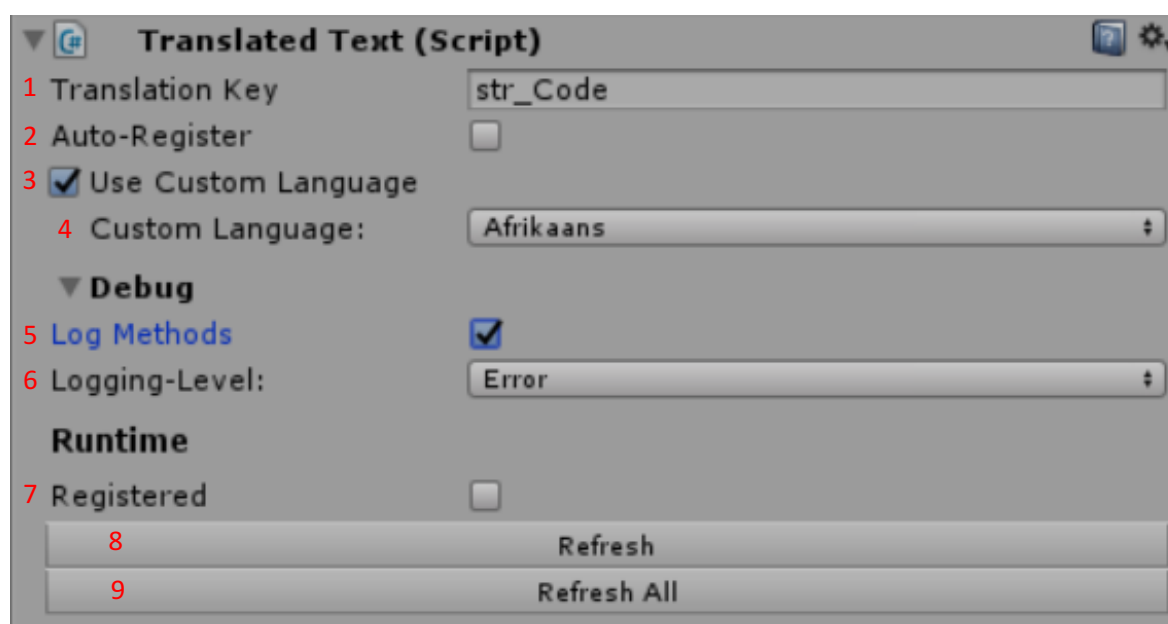 Translated Text (Script)
1 Translation Key str_Code
2 Auto-Register
3 Use Custom Language
4 Custom Language: Afrikaans
Debug
5 Log Methods
6 Logging-Level: Error
Runtime
7 Registered
8 Refresh
9 Refresh All